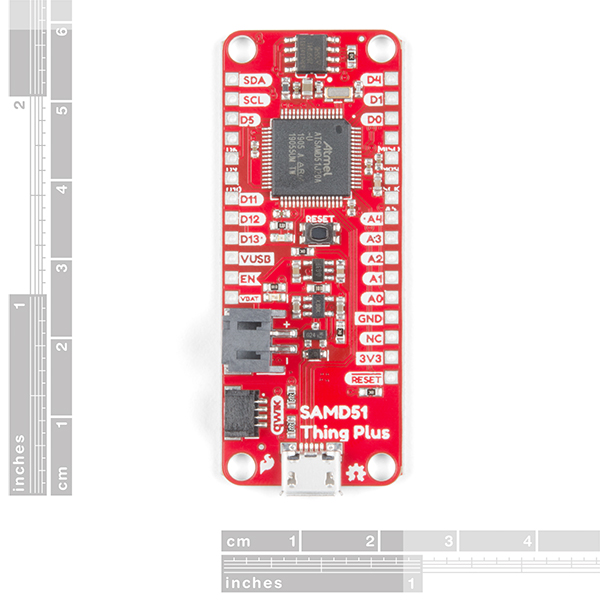 SDA
SCL
D5
D11
D12
D13
VUSB
EN
VBAT
D4
D1
D0
A4
A3
A2
A1
A0
GND
NC
3V3
RESET
Atmel
ATSAMD51J20A
-U
RESET
+
-
qwiic
SAMD51
Thing Plus
6
5
4
3
2
1
cm
2
1
inches
cm 1 2 3 4
inches 1